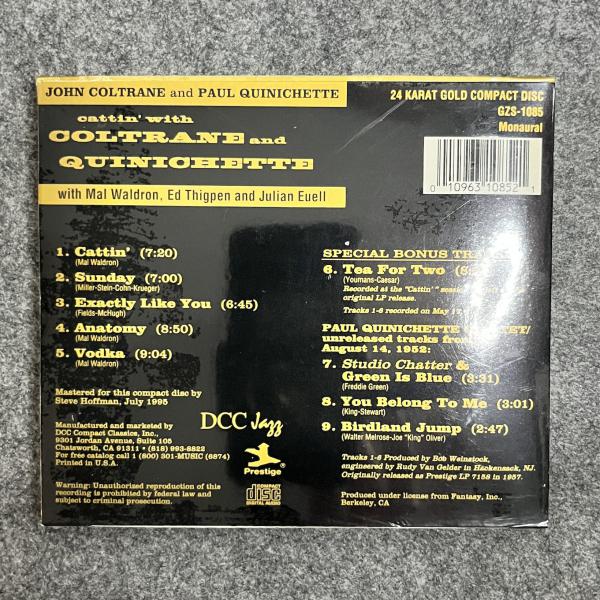 JOHN COLTRANE and PAUL QUINICHETTE
cattin' with
COLTRANE and
QUINICHETTE
with Mal Waldron, Ed Thigpen and Julian Euell
24 KARAT GOLD COMPACT DISC
GZS-1085
Monaural
0 10963 10852 1
1. Cattin' (7:20)
(Mal Waldron)
2. Sunday (7:00)
(Miller-Stein-Cohn-Krueger)
3. Exactly Like You (6:45)
(Fields-McHugh)
4. Anatomy (8:50)
(Mal Waldron)
5. Vodka (9:04)
(Mal Waldron)
Mastered for this compact disc by
Steve Hoffman, July 1995
Manufactured and marketed by
DCC Compact Classics, Inc.,
9301 Jordan Avenue, Suite 105
Chatsworth, CA 91311 • (818) 993-8822
For free catalog call 1 (800) 301-MUSIC (6874)
Printed in U.S.A.
Warning: Unauthorized reproduction of this
recording is prohibited by federal law and
subject to criminal prosecution.
DCC Jazz
Prestige
COMPACT
disc
DIGITAL AUDIO
SPECIAL BONUS
6. Tea For Two
(Youmans-Caesar)
Recorded at the "Cattin' "
original LP release.
Tracks 1-6 recorded on May
PAUL QUINICHETTE
unreleased tracks from
August 14, 1952:
7. Studio Chatter &
Green Is Blue (3:31)
(Freddie Green)
8. You Belong To Me (3:01)
(King-Stewart)
9. Birdland Jump (2:47)
(Walter Melrose-Joe "King" Oliver)
Tracks 1-6 Produced by Bob Weinstock,
engineered by Rudy Van Gelder in Hackensack, NJ.
Originally released as Prestige LP 7158 in 1957.
Produced under license from Fantasy, Inc.,
Berkeley, CA